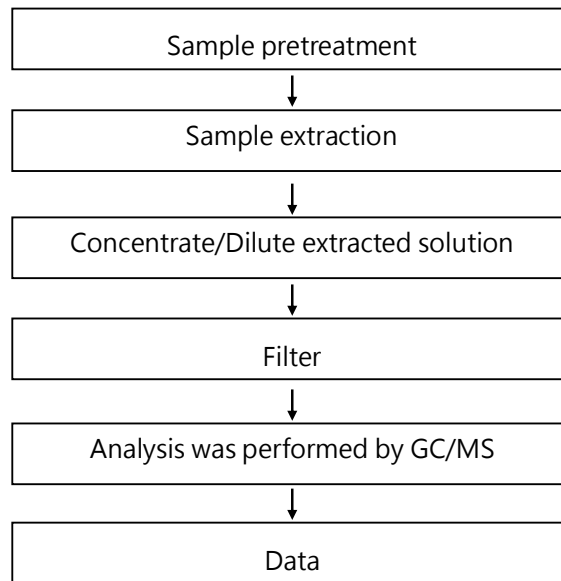 Sample pretreatment
Sample extraction
Concentrate/Dilute extracted solution
Filter
Analysis was performed by GC/MS
Data